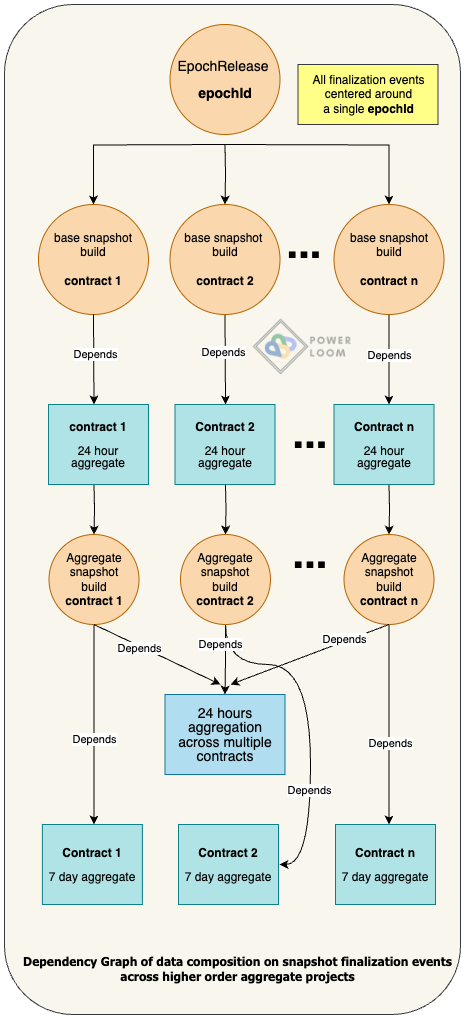 EpochRelease
epochId
All finalization events
centered around
a single epochId
base snapshot
build
contract 1
base snapshot
build
contract 2
base snapshot
build
contract n
POWER
LOOM
Depends
Depends
Depends
contract 1
24 hour
aggregate
Contract 2
24 hour
aggregate
Contract n
24 hour
aggregate
Aggregate
snapshot
build
contract 1
Aggregate
snapshot
build
contract 2
Aggregate
snapshot
build
contract n
Depends
Depends
Depends
24 hours
aggregation
across multiple
contracts
Depends
Depends
Depends
Contract 1
7 day aggregate
Contract 2
7 day aggregate
Contract n
7 day aggregate
Dependency Graph of data composition on snapshot finalization events
across higher order aggregate projects